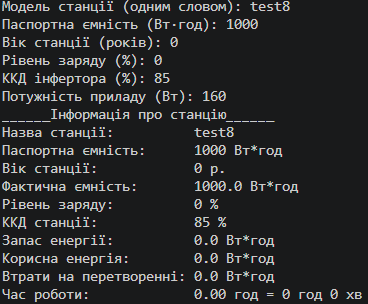 Модель станції (одним словом): test8
Паспортна ємність (Вт·год): 1000
Вік станції (років): 0
Рівень заряду (%): 0
ККД інфертора (%): 85
Потужність приладу (Вт): 160
______Інформація про станцію______
Назва станції: test8
Паспортна ємність: 1000 Вт*год
Вік станції: 0 р.
Фактична ємність: 1000.0 Вт*год
Рівень заряду: 0 %
ККД станції: 85 %
Запас енергії: 0.0 Вт*год
Корисна енергія: 0.0 Вт*год
Втрати на перетворенні: 0.0 Вт*год
Час роботи: 0.00 год = 0 год 0 хв